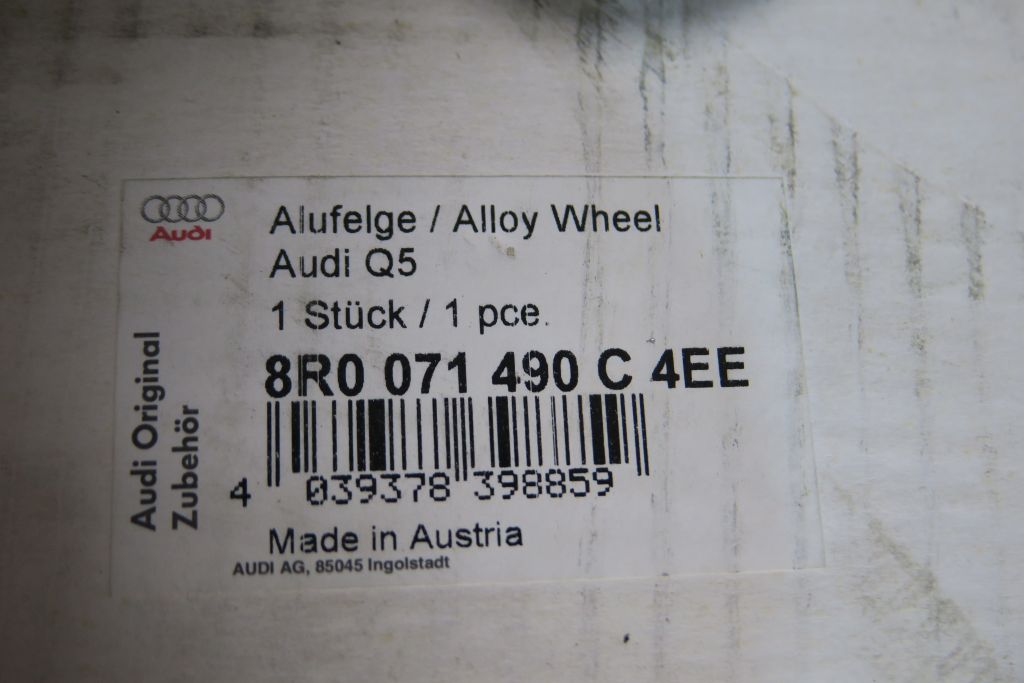 Audi
Alufelge / Alloy Wheel
Audi Q5
1 Stück / 1 pce.
8R0 071 490 C 4EE
4 039378 398859
Made in Austria
AUDI AG, 85045 Ingolstadt
Audi Original
Zubehör